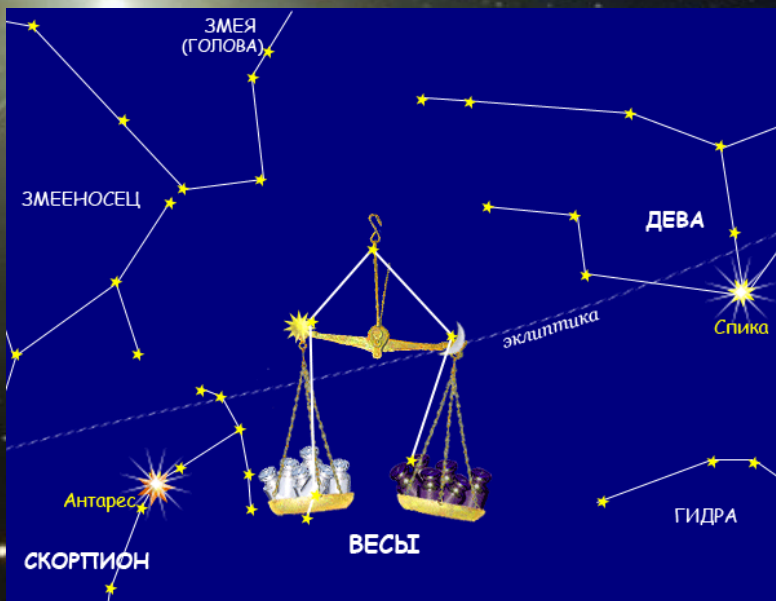 ЗМЕЯ
(ГОЛОВА)
ЗМЕЕНОСЕЦ
ДЕВА
эклиптика
Спика
Антарес
ГИДРА
ВЕСЫ
СКОРПИОН